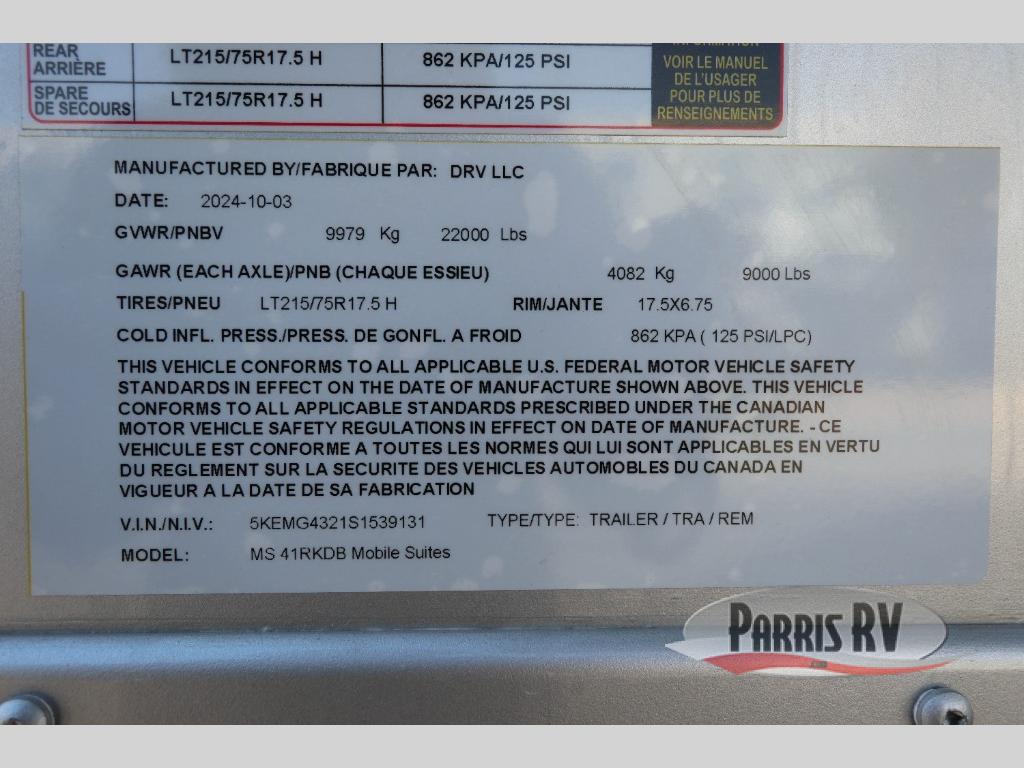 REAR
ARRIÈRE
LT215/75R17.5 H
862 KPA/125 PSI
SPARE
DE SECOURS
LT215/75R17.5 H
862 KPA/125 PSI
VOIR LE MANUEL
DE L'USAGER
POUR PLUS DE
RENSEIGNEMENTS
MANUFACTURED BY/FABRIQUE PAR: DRV LLC
DATE: 2024-10-03
GVWR/PNBV 9979 Kg 22000 Lbs
GAWR (EACH AXLE)/PNB (CHAQUE ESSIEU) 4082 Kg 9000 Lbs
TIRES/PNEU LT215/75R17.5 H RIM/JANTE 17.5X6.75
COLD INFL. PRESS./PRESS. DE GONFL. A FROID 862 KPA ( 125 PSI/LPC)
THIS VEHICLE CONFORMS TO ALL APPLICABLE U.S. FEDERAL MOTOR VEHICLE SAFETY
STANDARDS IN EFFECT ON THE DATE OF MANUFACTURE SHOWN ABOVE. THIS VEHICLE
CONFORMS TO ALL APPLICABLE STANDARDS PRESCRIBED UNDER THE CANADIAN
MOTOR VEHICLE SAFETY REGULATIONS IN EFFECT ON DATE OF MANUFACTURE. - CE
VEHICULE EST CONFORME A TOUTES LES NORMES QUI LUI SONT APPLICABLES EN VERTU
DU REGLEMENT SUR LA SECURITE DES VEHICLES AUTOMOBLES DU CANADA EN
VIGUEUR A LA DATE DE SA FABRICATION
V.I.N./N.I.V.: 5KEMG4321S1539131 TYPE/TYPE: TRAILER / TRA / REM
MODEL: MS 41RKDB Mobile Suites
PARRIS RV